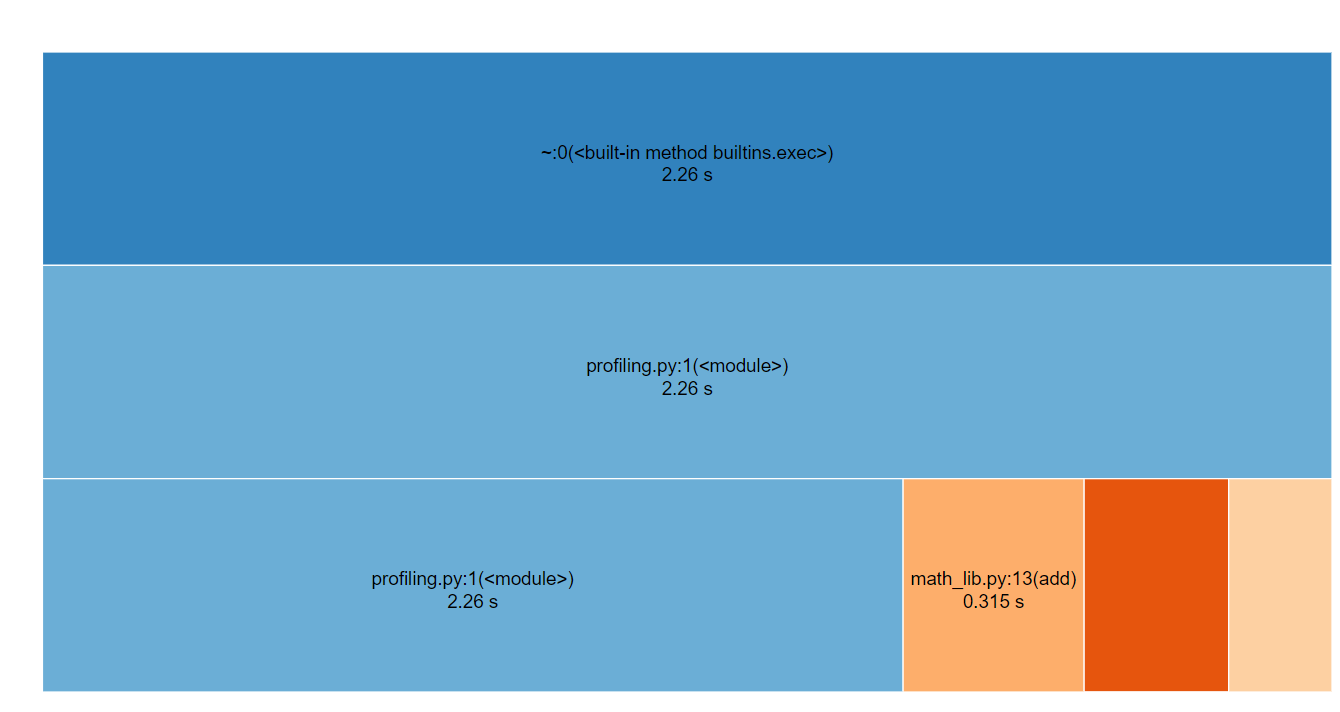 ~:0(<built-in method builtins.exec>)
2.26 s
profiling.py:1(<module>)
2.26 s
profiling.py:1(<module>)
2.26 s
math_lib.py:13(add)
0.315 s